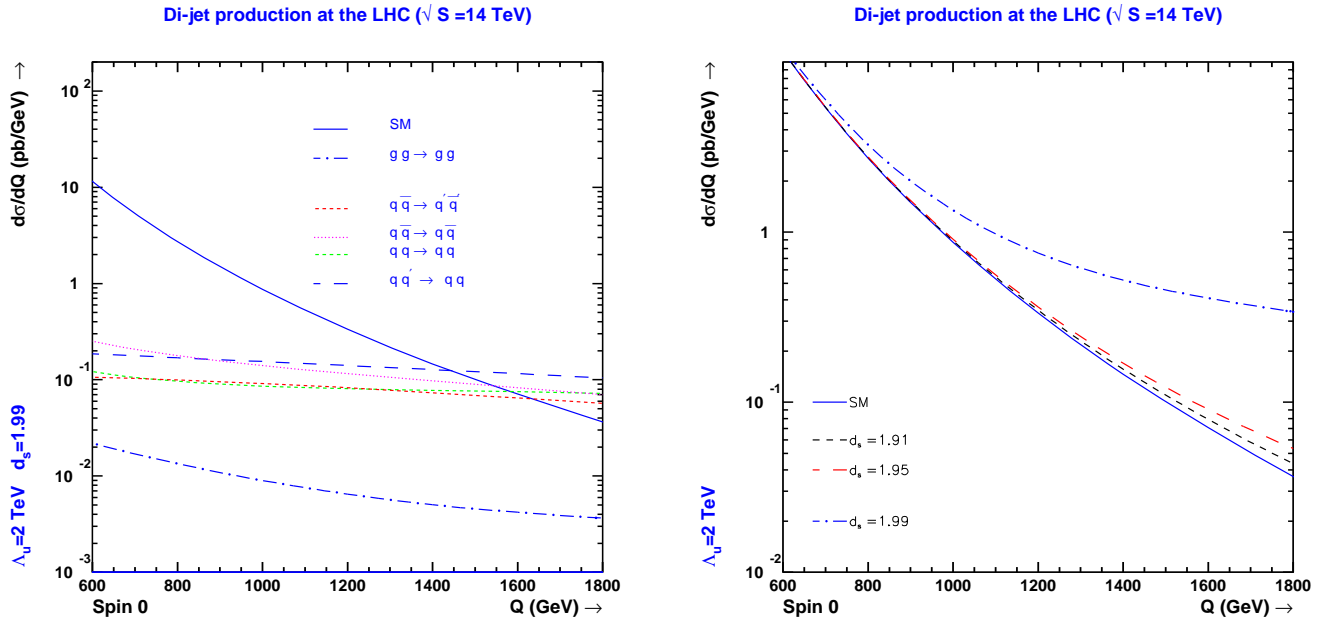 Di-jet production at the LHC (√ S =14 TeV)
dσ/dQ (pb/GeV) →
Λu=2 TeV ds=1.99
10 2
10
1
10 -1
10 -2
10 -3
SM
g g → g g
q q̅ → q′ q̅′
q q̅ → q q̅
q q → q q
q q′ → q q
600 800 1000 1200 1400 1600 1800
Spin 0 Q (GeV) →
Di-jet production at the LHC (√ S =14 TeV)
dσ/dQ (pb/GeV) →
Λu=2 TeV
1
10 -1
10 -2
SM
ds =1.91
ds =1.95
ds =1.99
600 800 1000 1200 1400 1600 1800
Spin 0 Q (GeV) →